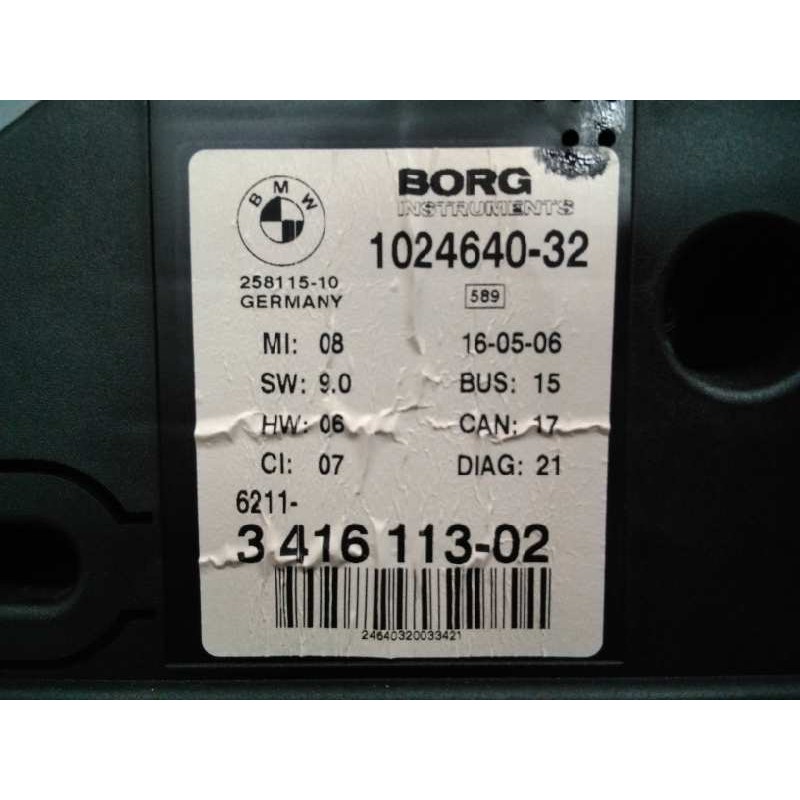 BMW
BORG
INSTRUMENTS
1024640-32
258115-10
GERMANY
589
MI: 08
16-05-06
SW: 9.0
BUS: 15
HW: 06
CAN: 17
CI: 07
DIAG: 21
6211-
3 416 113-02
24640320033421